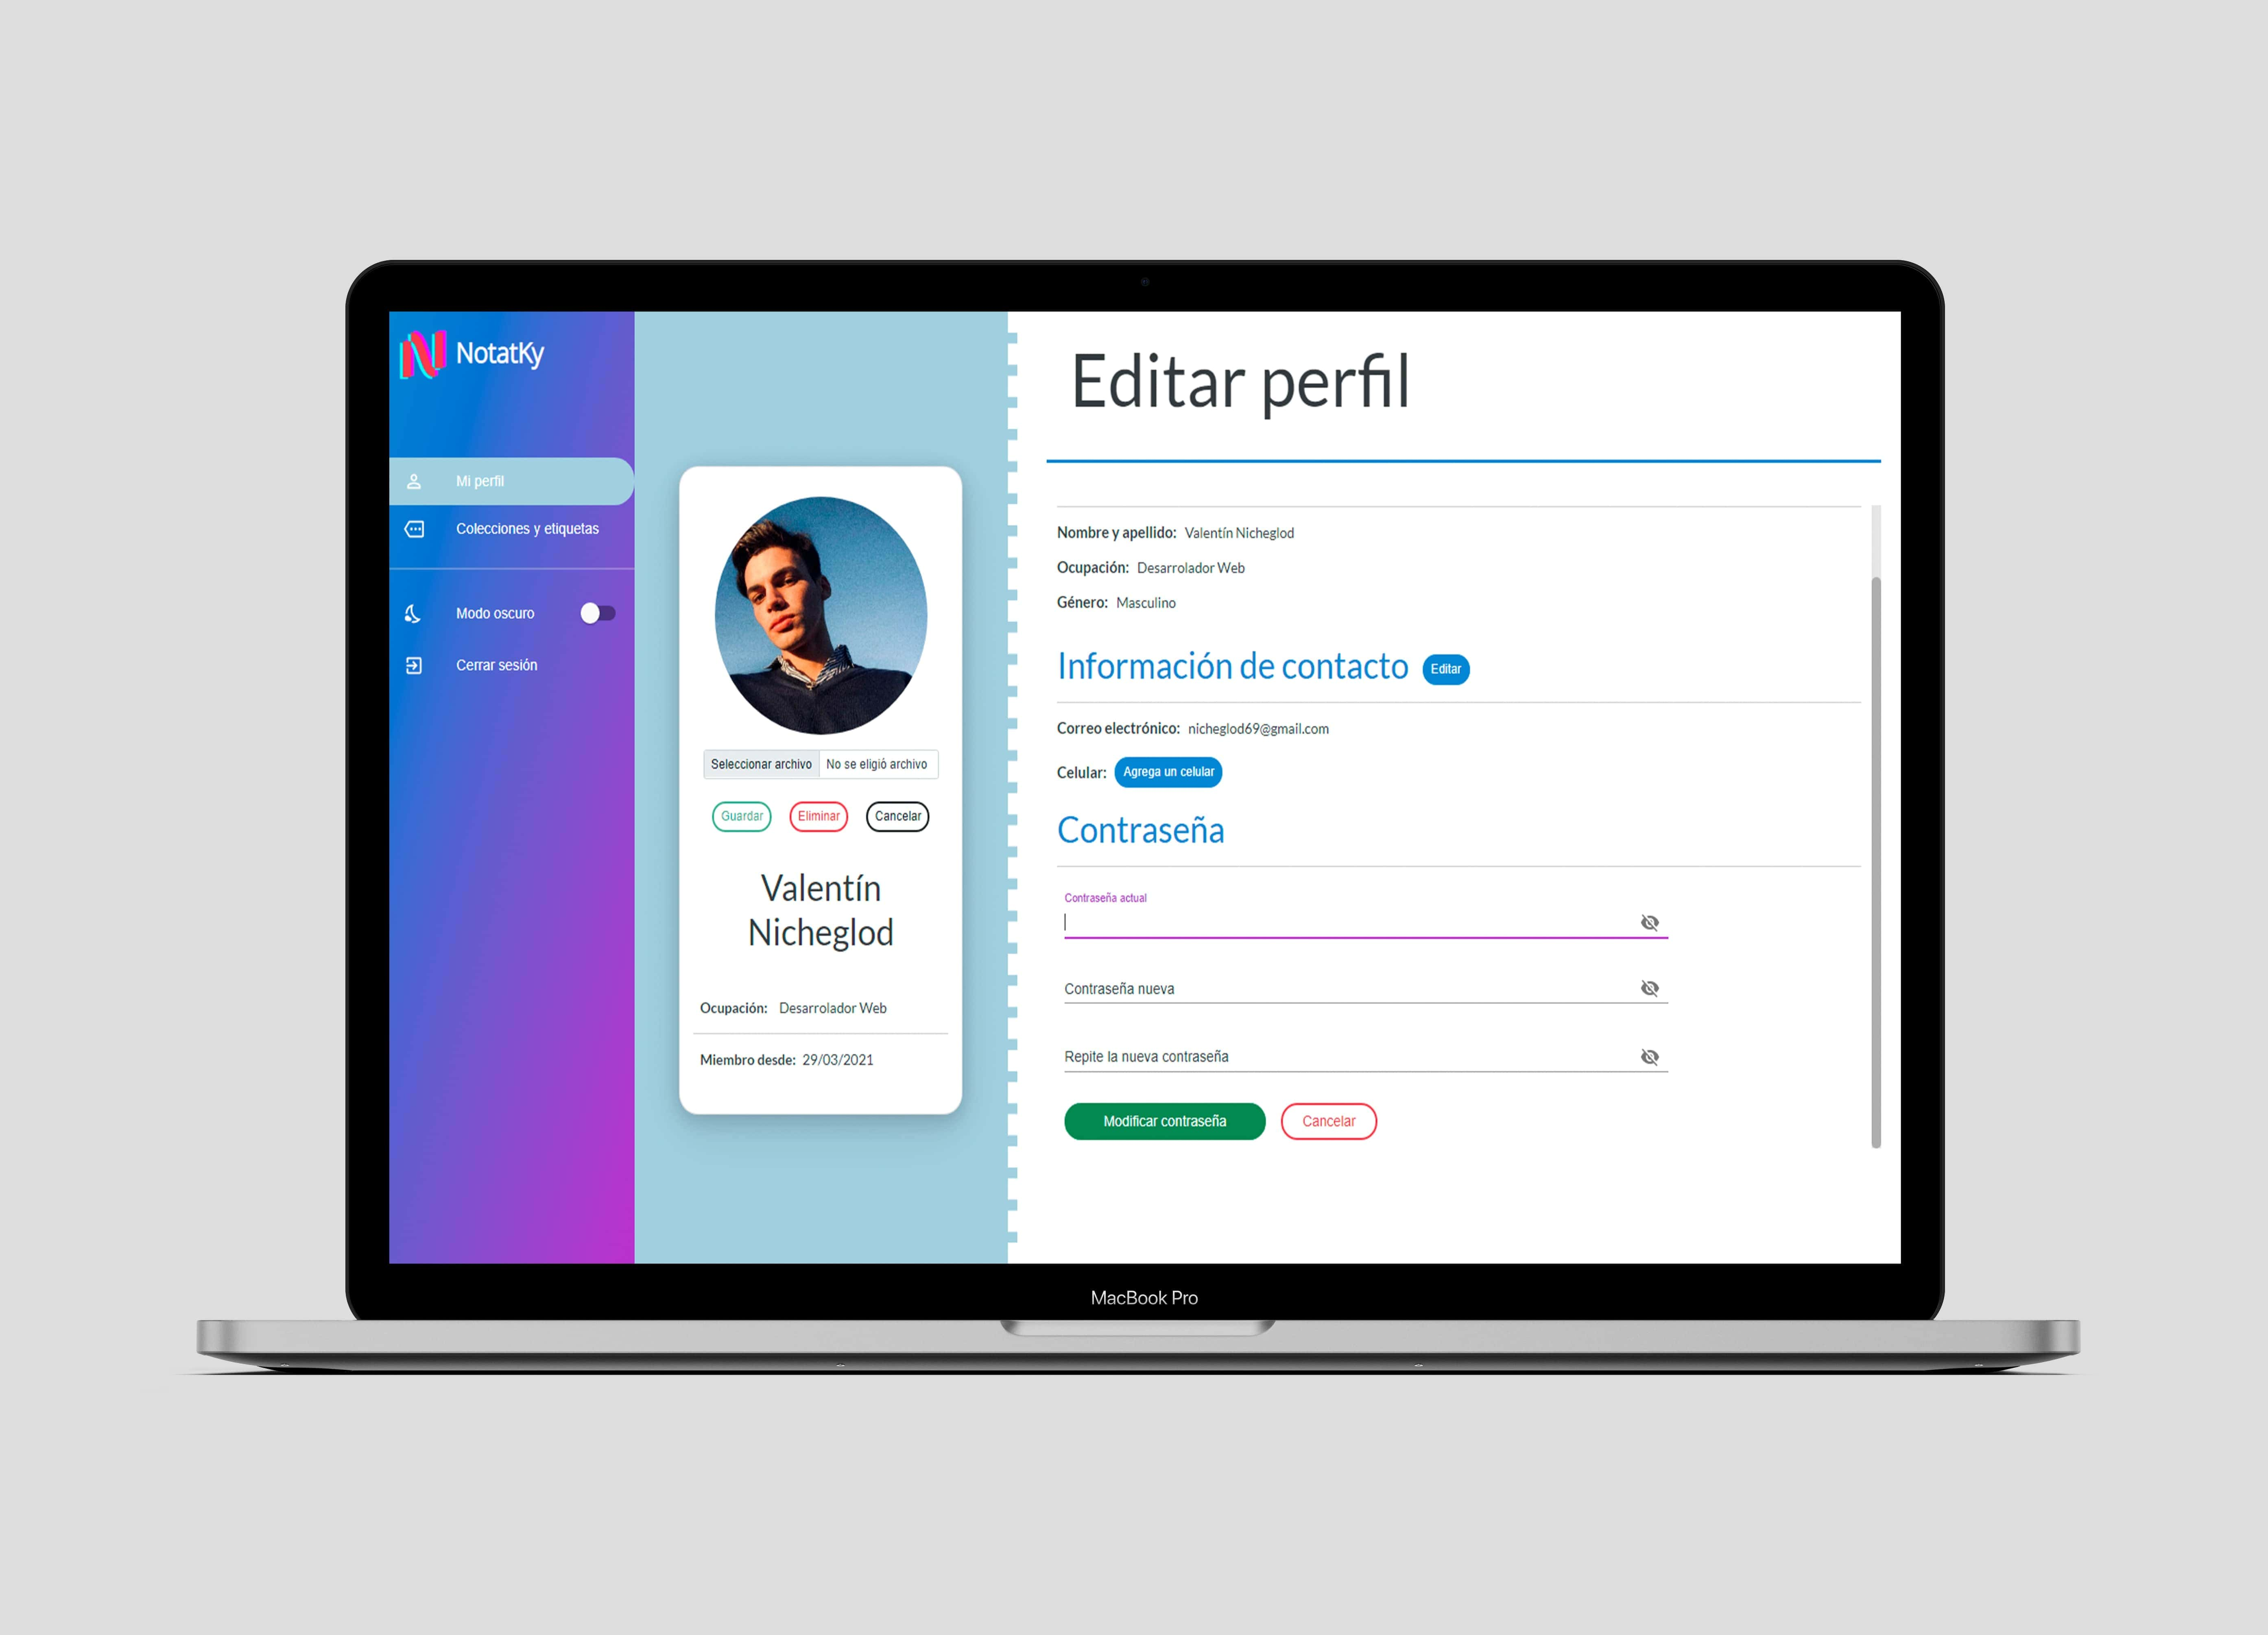 NotatKy
Mi perfil
Colecciones y etiquetas
Modo oscuro
Cerrar sesión
Seleccionar archivo No se eligió archivo
Guardar Eliminar Cancelar
Valentín
Nicheglod
Ocupación: Desarrolador Web
Miembro desde: 29/03/2021
Editar perfil
Nombre y apellido: Valentín Nicheglod
Ocupación: Desarrolador Web
Género: Masculino
Información de contacto Editar
Correo electrónico: nicheglod69@gmail.com
Celular: Agrega un celular
Contraseña
Contraseña actual
Contraseña nueva
Repite la nueva contraseña
Modificar contraseña Cancelar
MacBook Pro